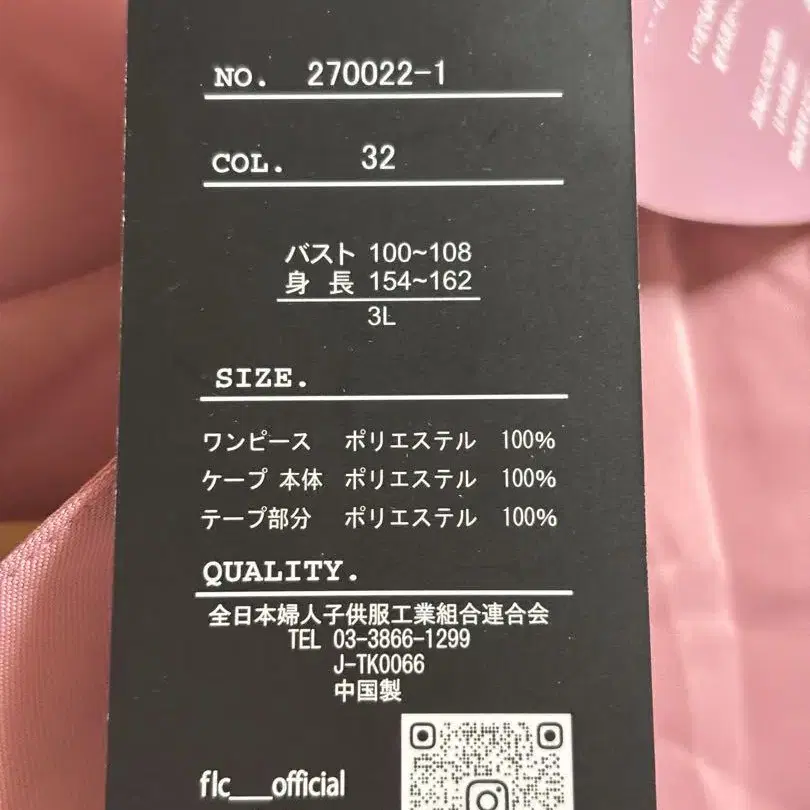 NO. 270022-1
COL. 32
バスト 100~108
身 長 154~162
3L
SIZE.
ワンピース ポリエステル 100%
ケープ 本体 ポリエステル 100%
テープ部分 ポリエステル 100%
QUALITY.
全日本婦人子供服工業組合連合会
TEL 03-3866-1299
J-TK0066
中国製
flc___official